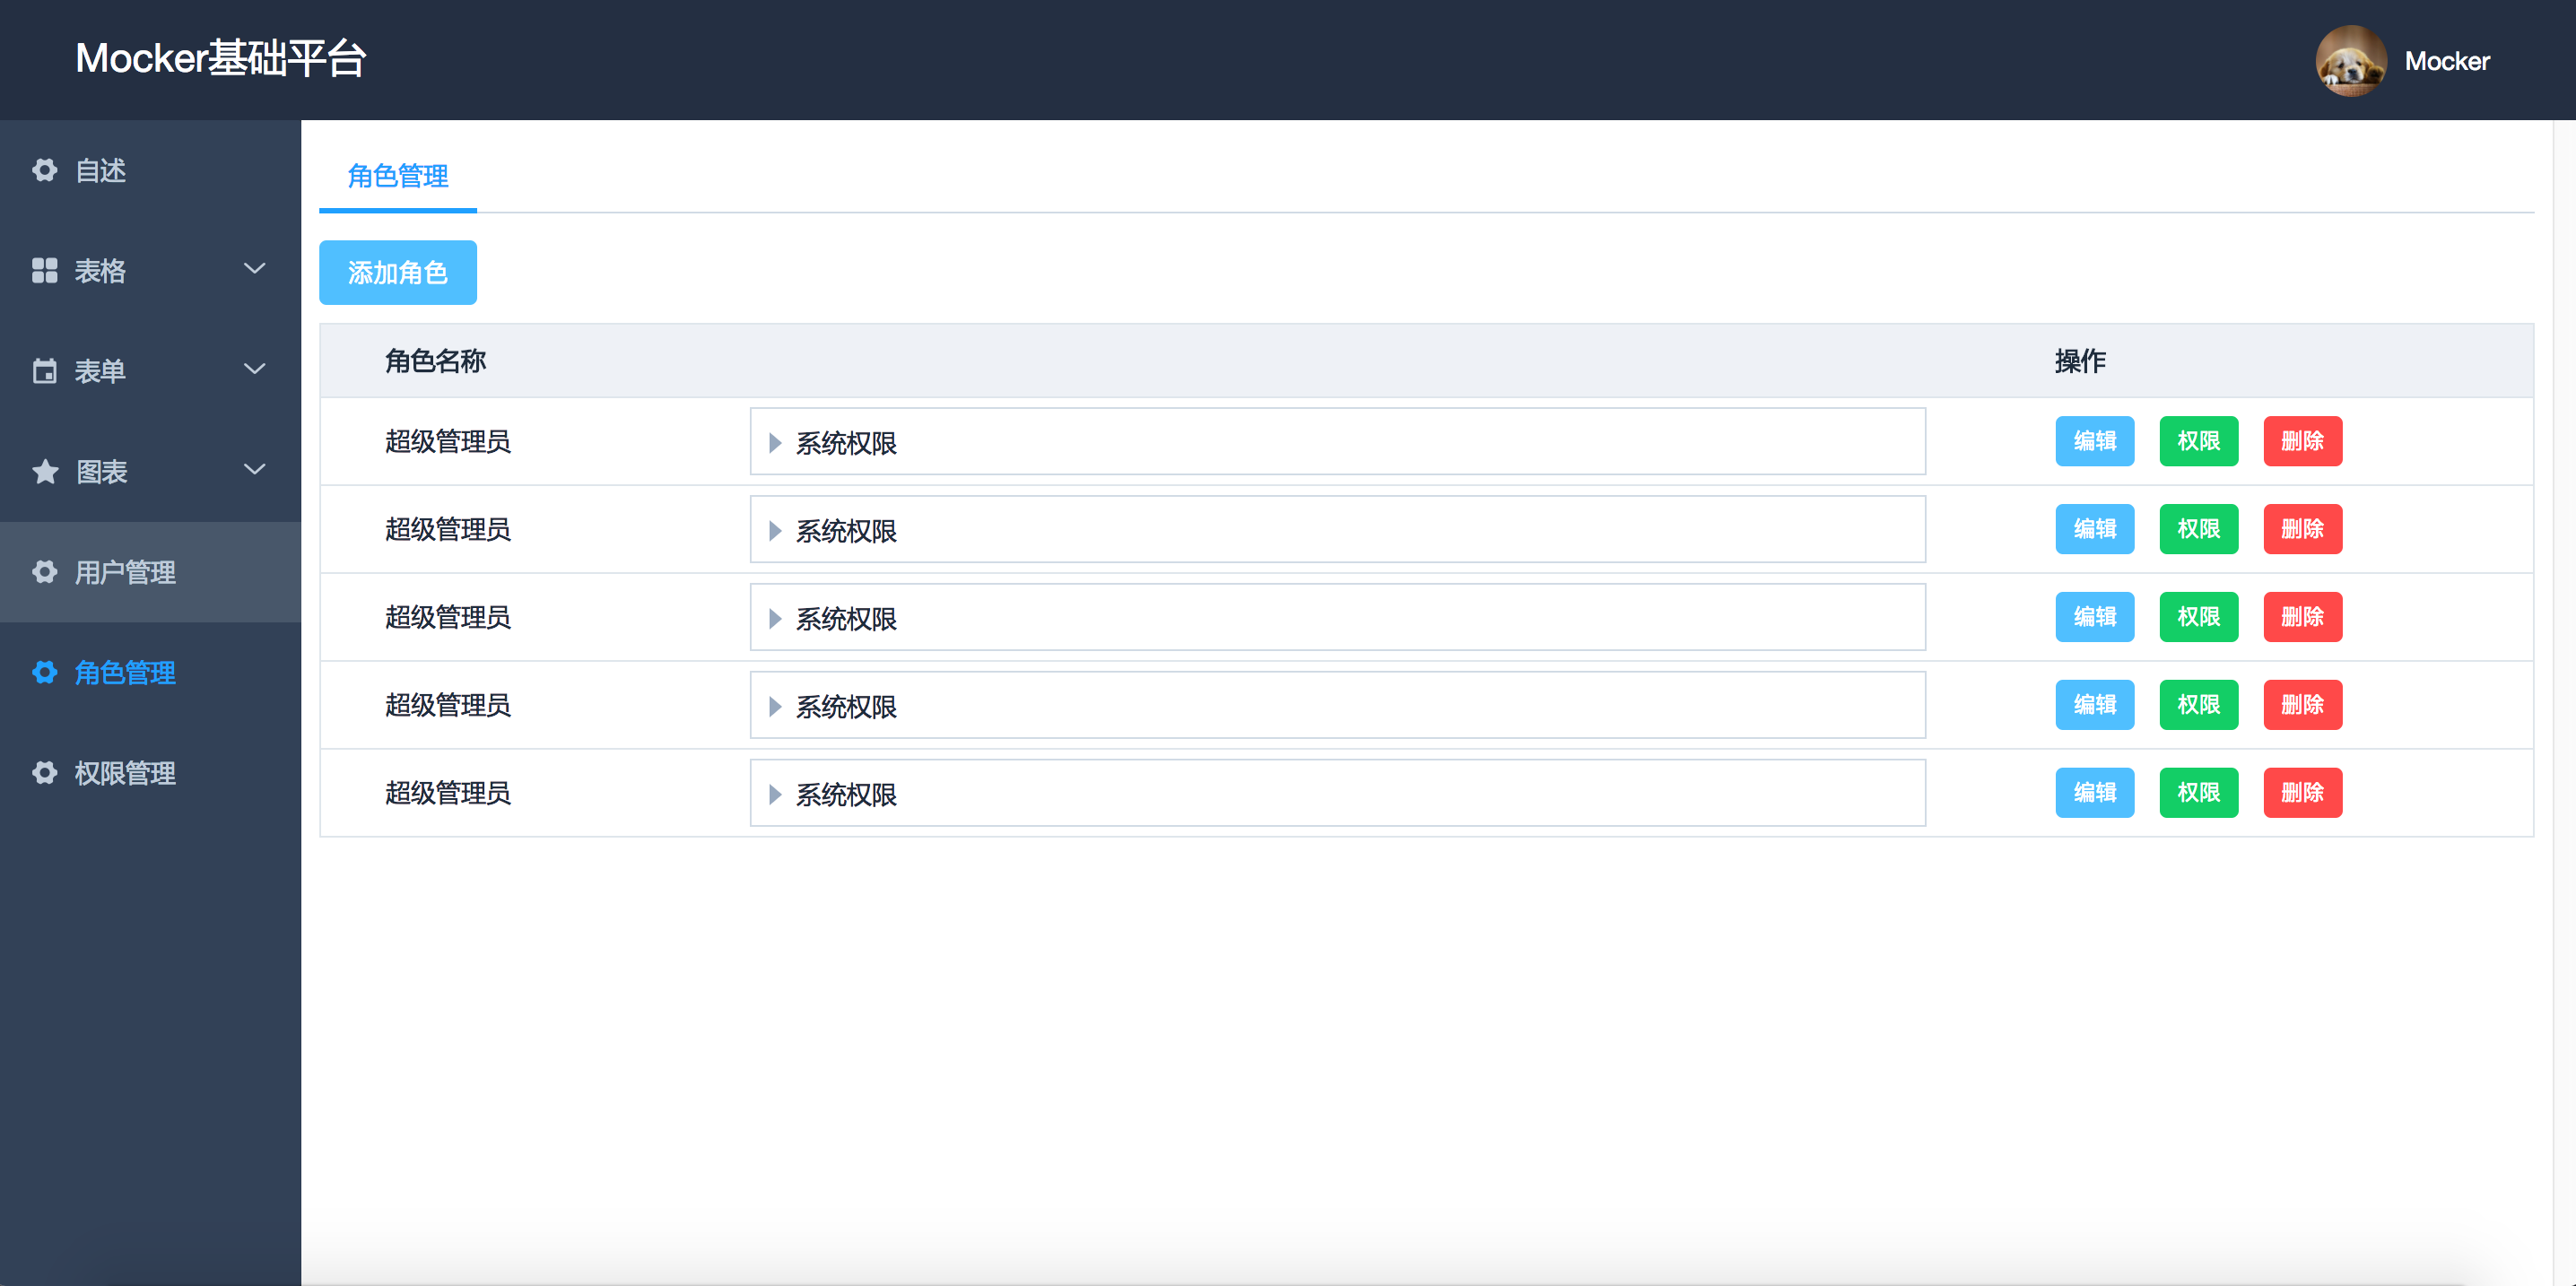 Mocker基础平台
Mocker
自述
表格
表单
图表
用户管理
角色管理
权限管理
角色管理
添加角色
角色名称 操作
超级管理员 系统权限 编辑 权限 删除
超级管理员 系统权限 编辑 权限 删除
超级管理员 系统权限 编辑 权限 删除
超级管理员 系统权限 编辑 权限 删除
超级管理员 系统权限 编辑 权限 删除